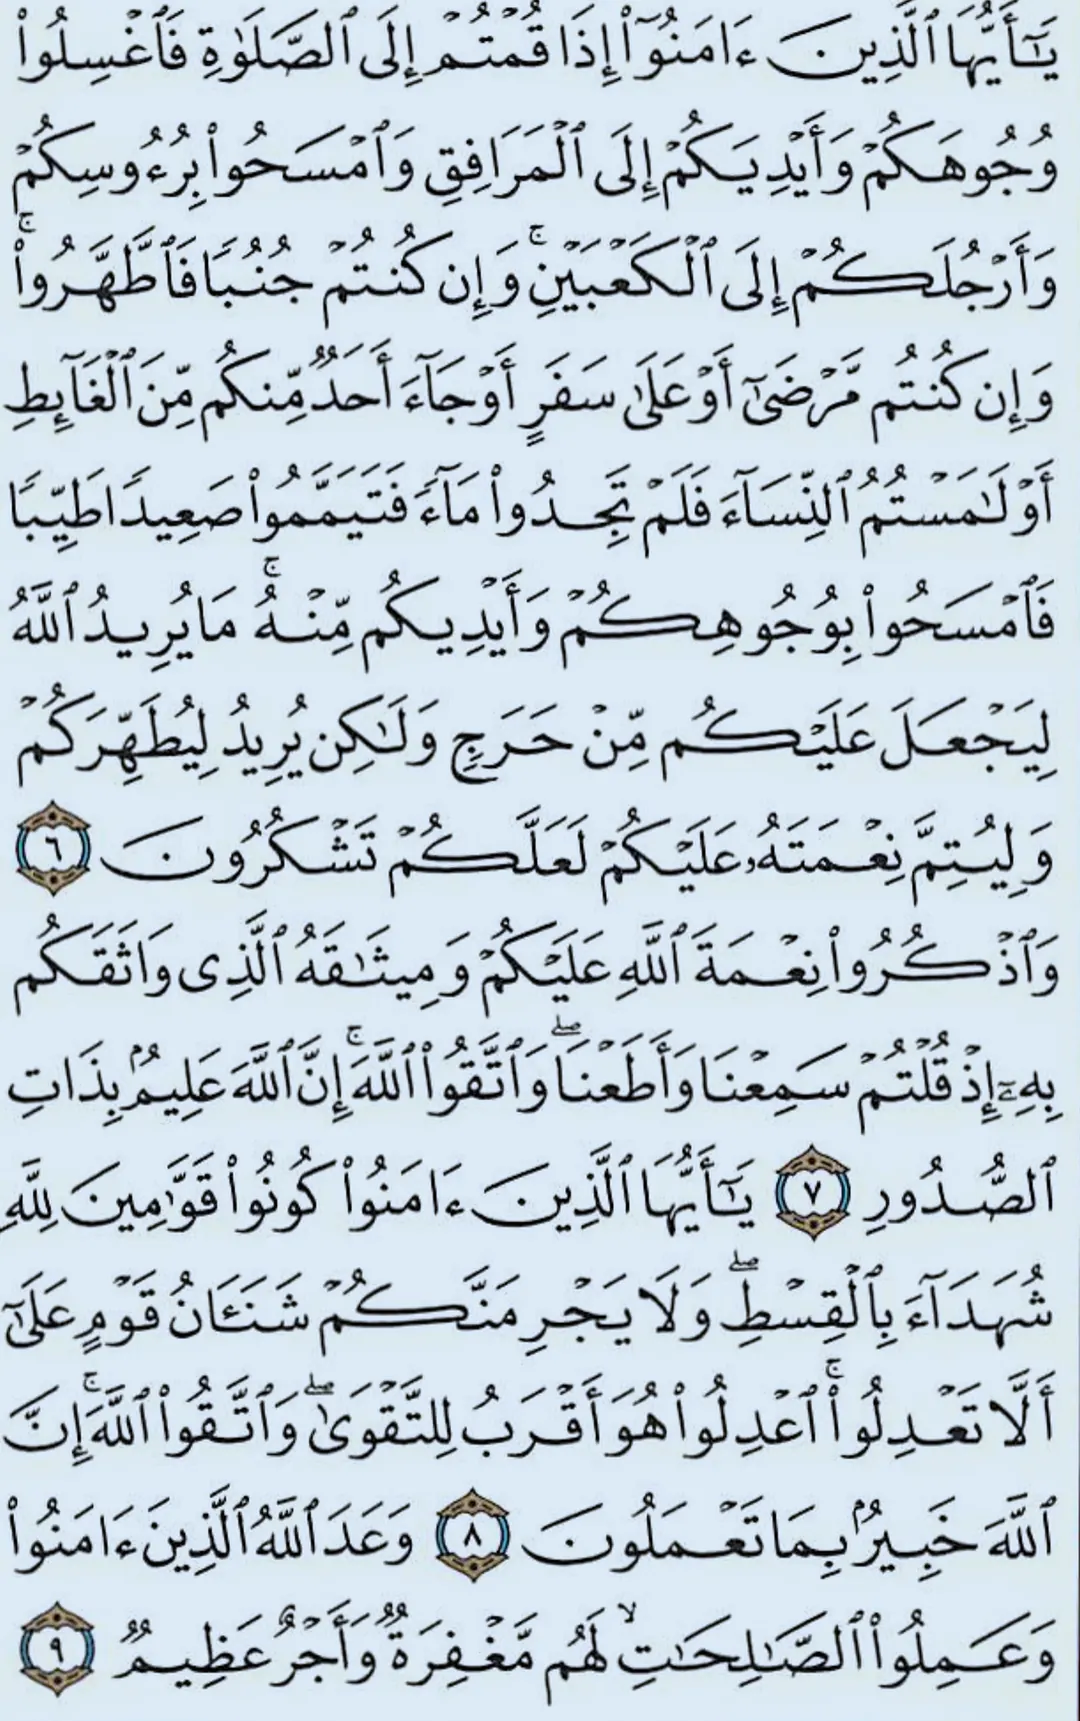 يَـٰٓأَيُّهَا ٱلَّذِينَ ءَامَنُوٓا۟ إِذَا قُمْتُمْ إِلَى ٱلصَّلَوٰةِ فَٱغْسِلُوا۟
وُجُوهَكُمْ وَأَيْدِيَكُمْ إِلَى ٱلْمَرَافِقِ وَٱمْسَحُوا۟ بِرُءُوسِكُمْ
وَأَرْجُلَكُمْ إِلَى ٱلْكَعْبَيْنِ ۚ وَإِن كُنتُمْ جُنُبًا فَٱطَّهَّرُوا۟ ۚ
وَإِن كُنتُم مَّرْضَىٰٓ أَوْ عَلَىٰ سَفَرٍ أَوْ جَآءَ أَحَدٌ مِّنكُم مِّنَ ٱلْغَآئِطِ
أَوْ لَـٰمَسْتُمُ ٱلنِّسَآءَ فَلَمْ تَجِدُوا۟ مَآءً فَتَيَمَّمُوا۟ صَعِيدًا طَيِّبًا
فَٱمْسَحُوا۟ بِوُجُوهِكُمْ وَأَيْدِيكُم مِّنْهُ ۚ مَا يُرِيدُ ٱللَّهُ
لِيَجْعَلَ عَلَيْكُم مِّنْ حَرَجٍ وَلَـٰكِن يُرِيدُ لِيُطَهِّرَكُمْ
وَلِيُتِمَّ نِعْمَتَهُۥ عَلَيْكُمْ لَعَلَّكُمْ تَشْكُرُونَ ٦
وَٱذْكُرُوا۟ نِعْمَةَ ٱللَّهِ عَلَيْكُمْ وَمِيثَـٰقَهُ ٱلَّذِى وَاثَقَكُم
بِهِۦٓ إِذْ قُلْتُمْ سَمِعْنَا وَأَطَعْنَا ۖ وَٱتَّقُوا۟ ٱللَّهَ ۚ إِنَّ ٱللَّهَ عَلِيمٌۢ بِذَاتِ
ٱلصُّدُورِ ٧ يَـٰٓأَيُّهَا ٱلَّذِينَ ءَامَنُوا۟ كُونُوا۟ قَوَّٰمِينَ لِلَّهِ
شُهَدَآءَ بِٱلْقِسْطِ ۖ وَلَا يَجْرِمَنَّكُمْ شَنَـَٔانُ قَوْمٍ عَلَىٰٓ
أَلَّا تَعْدِلُوا۟ ۚ ٱعْدِلُوا۟ هُوَ أَقْرَبُ لِلتَّقْوَىٰ ۖ وَٱتَّقُوا۟ ٱللَّهَ ۚ إِنَّ
ٱللَّهَ خَبِيرٌۢ بِمَا تَعْمَلُونَ ٨ وَعَدَ ٱللَّهُ ٱلَّذِينَ ءَامَنُوا۟
وَعَمِلُوا۟ ٱلصَّـٰلِحَـٰتِ ۙ لَهُم مَّغْفِرَةٌ وَأَجْرٌ عَظِيمٌ ٩